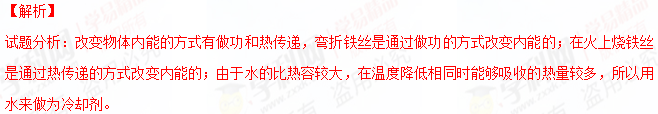 【解析】
试题分析：改变物体内能的方式有做功和热传递，弯折铁丝是通过做功的方式改变内能的；在火上烧铁丝
是通过热传递的方式改变内能的；由于水的比热容较大，在温度降低相同时能够吸收的热量较多，所以用
水来做为冷却剂。